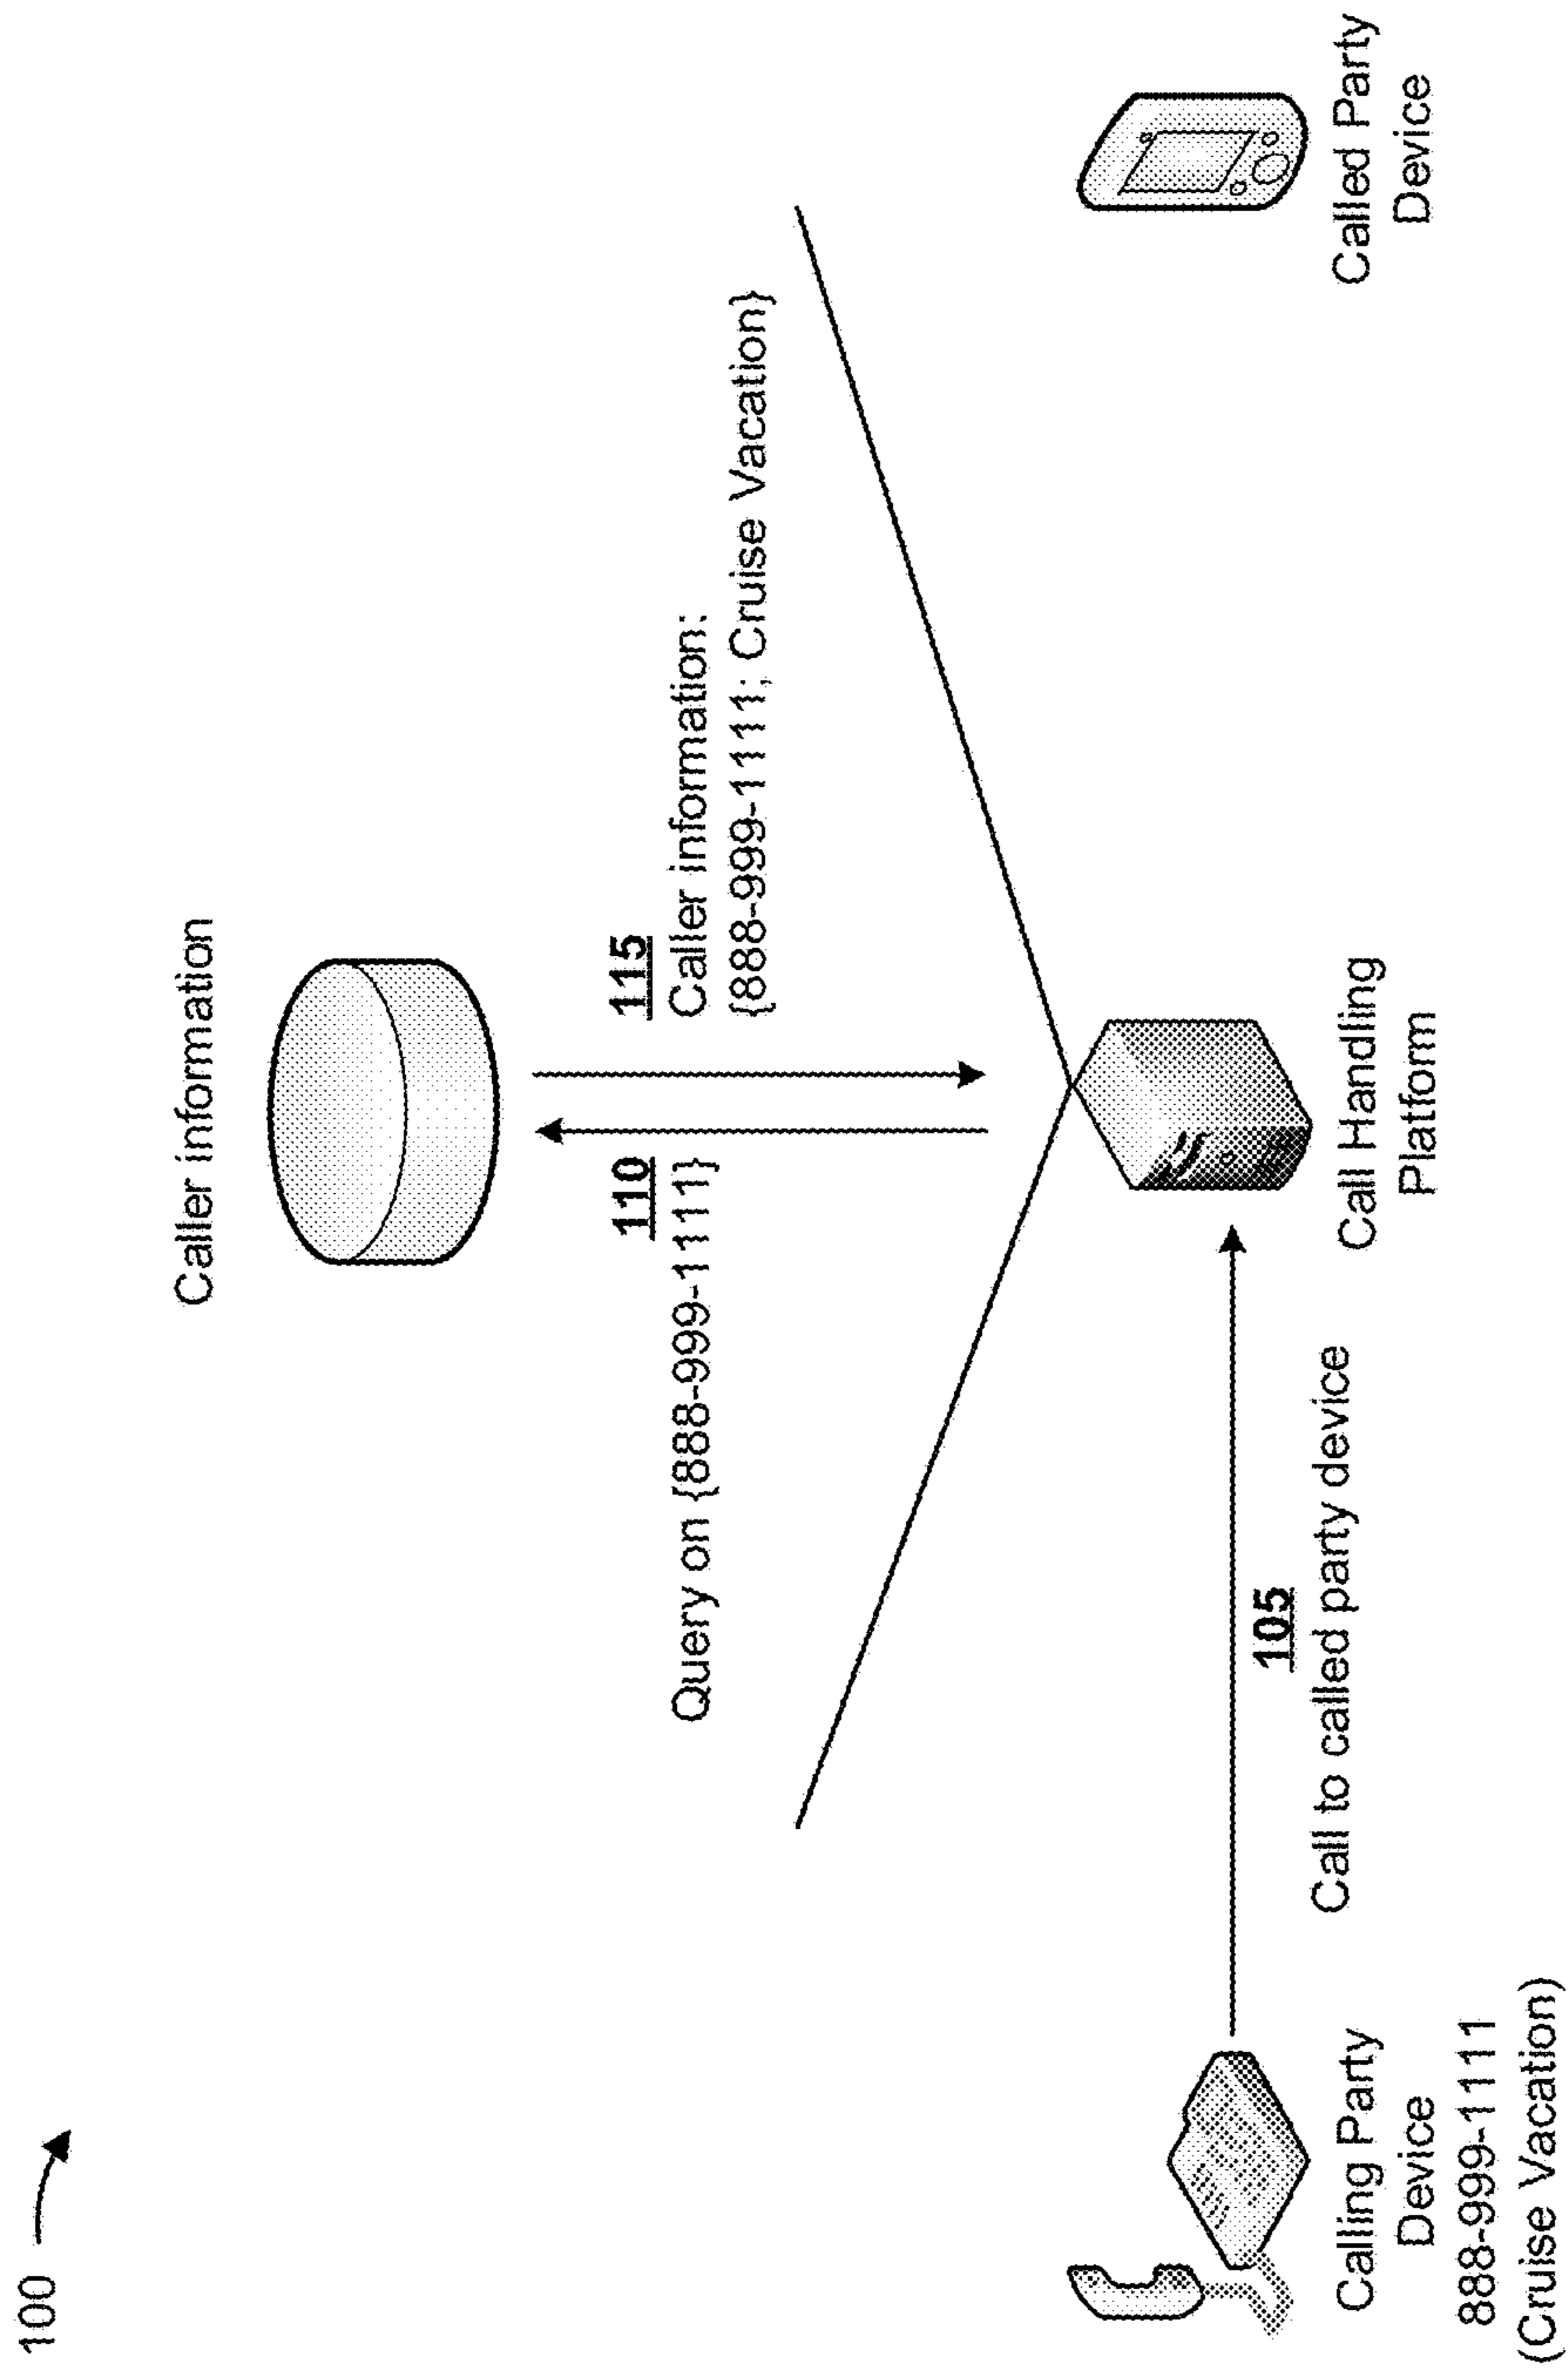 100
Caller information
110
Query on {888-999-1111}
115
Caller information:
{888-999-1111; Cruise Vacation}
105
Call to called party device
Calling Party
Device
888-999-1111
(Cruise Vacation)
Call Handling
Platform
Called Party
Device